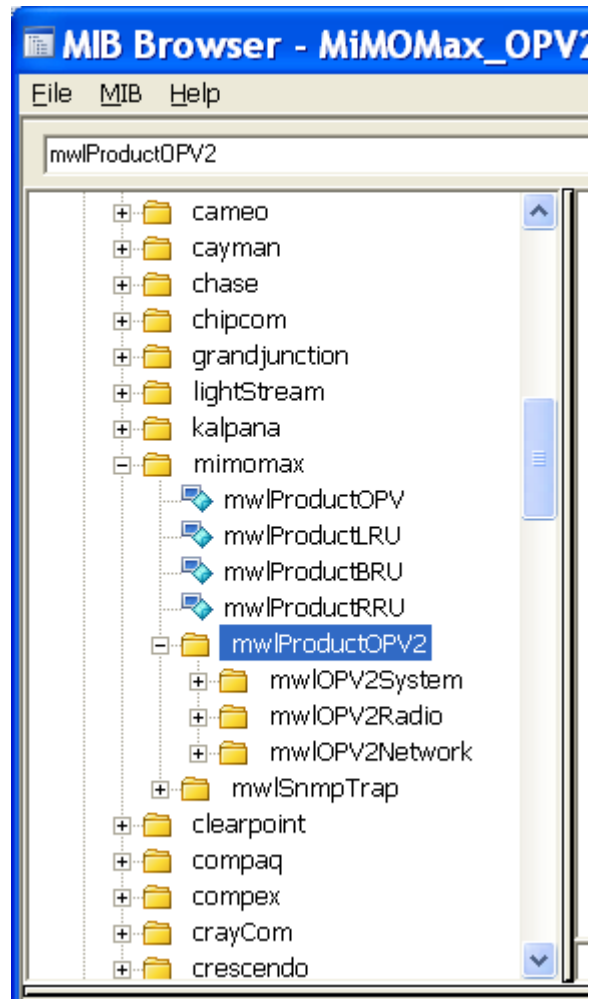 MIB Browser - MiMOMax_OPV2
File MIB Help
mwlProductOPV2
cameo
cayman
chase
chipcom
grandjunction
lightStream
kalpana
mimomax
mwlProductOPV
mwlProductLRU
mwlProductBRU
mwlProductRRU
mwlProductOPV2
mwlOPV2System
mwlOPV2Radio
mwlOPV2Network
mwlSnmpTrap
clearpoint
compaq
compex
crayCom
crescendo